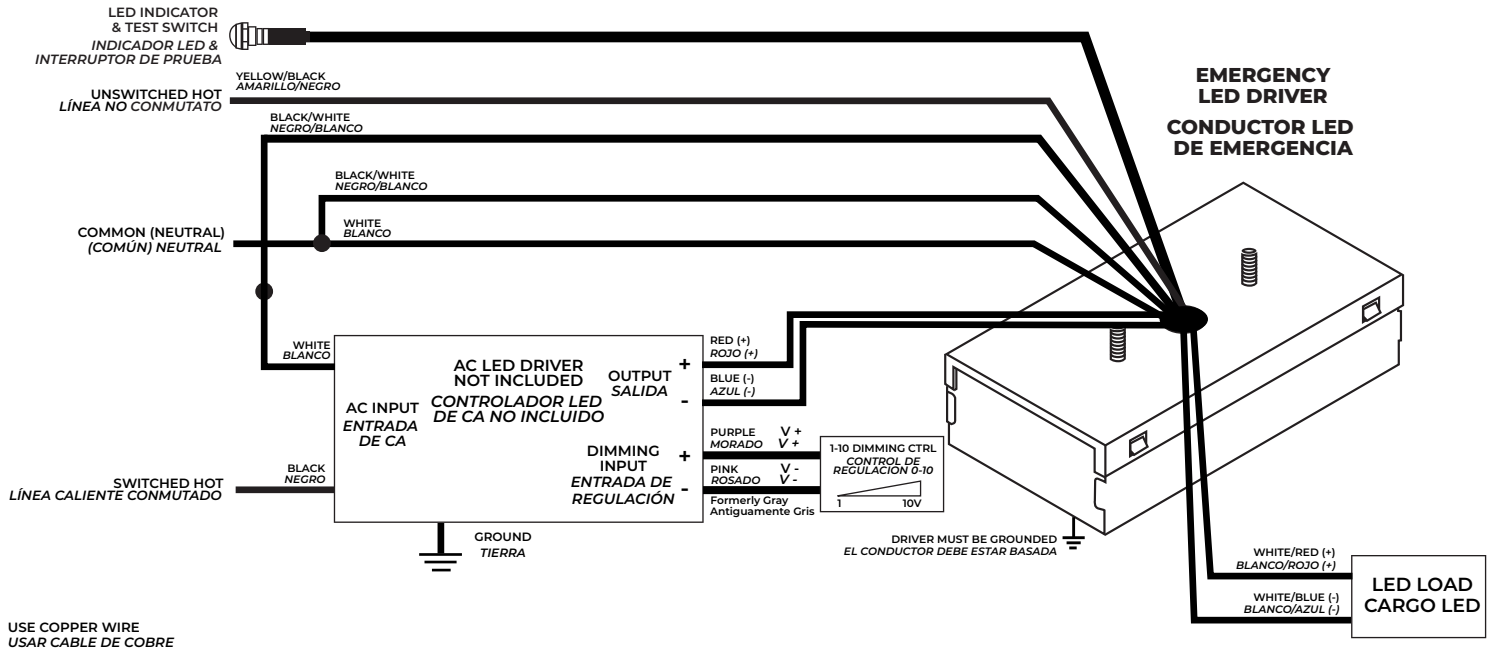 LED INDICATOR
& TEST SWITCH
INDICADOR LED &
INTERRUPTOR DE PRUEBA
YELLOW/BLACK
AMARILLO/NEGRO
UNSWITCHED HOT
LÍNEA NO CONMUTATO
BLACK/WHITE
NEGRO/BLANCO
EMERGENCY
LED DRIVER
CONDUCTOR LED
DE EMERGENCIA
BLACK/WHITE
NEGRO/BLANCO
WHITE
BLANCO
COMMON (NEUTRAL)
(COMÚN) NEUTRAL
WHITE
BLANCO
AC LED DRIVER
NOT INCLUDED
CONTROLADOR LED
DE CA NO INCLUIDO
OUTPUT
SALIDA
+
-
RED (+)
ROJO (+)
BLUE (-)
AZUL (-)
AC INPUT
ENTRADA
DE CA
DIMMING
INPUT
ENTRADA DE
REGULACIÓN
+
-
PURPLE V +
MORADO V +
PINK V -
ROSADO V -
Formerly Gray
Antiguamente Gris
1-10 DIMMING CTRL
CONTROL DE
REGULACION 0-10
1 10V
BLACK
NEGRO
SWITCHED HOT
LÍNEA CALIENTE CONMUTADO
GROUND
TIERRA
DRIVER MUST BE GROUNDED
EL CONDUCTOR DEBE ESTAR BASADA
WHITE/RED (+)
BLANCO/ROJO (+)
WHITE/BLUE (-)
BLANCO/AZUL (-)
LED LOAD
CARGO LED
USE COPPER WIRE
USAR CABLE DE COBRE